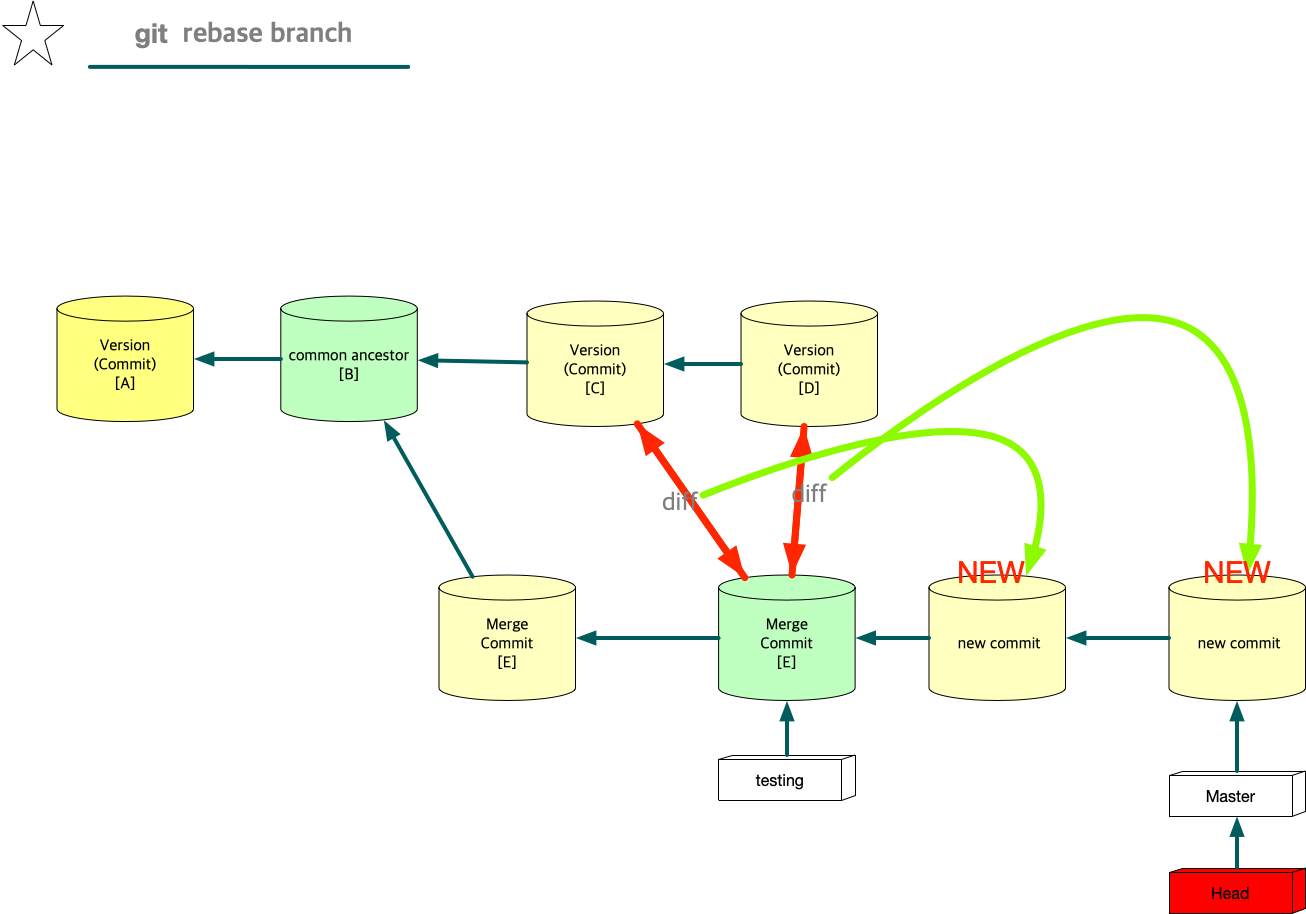 git rebase branch
Version
(Commit)
[A]
common ancestor
[B]
Version
(Commit)
[C]
Version
(Commit)
[D]
diff
diff
NEW
NEW
Merge
Commit
[E]
Merge
Commit
[E]
new commit
new commit
testing
Master
Head